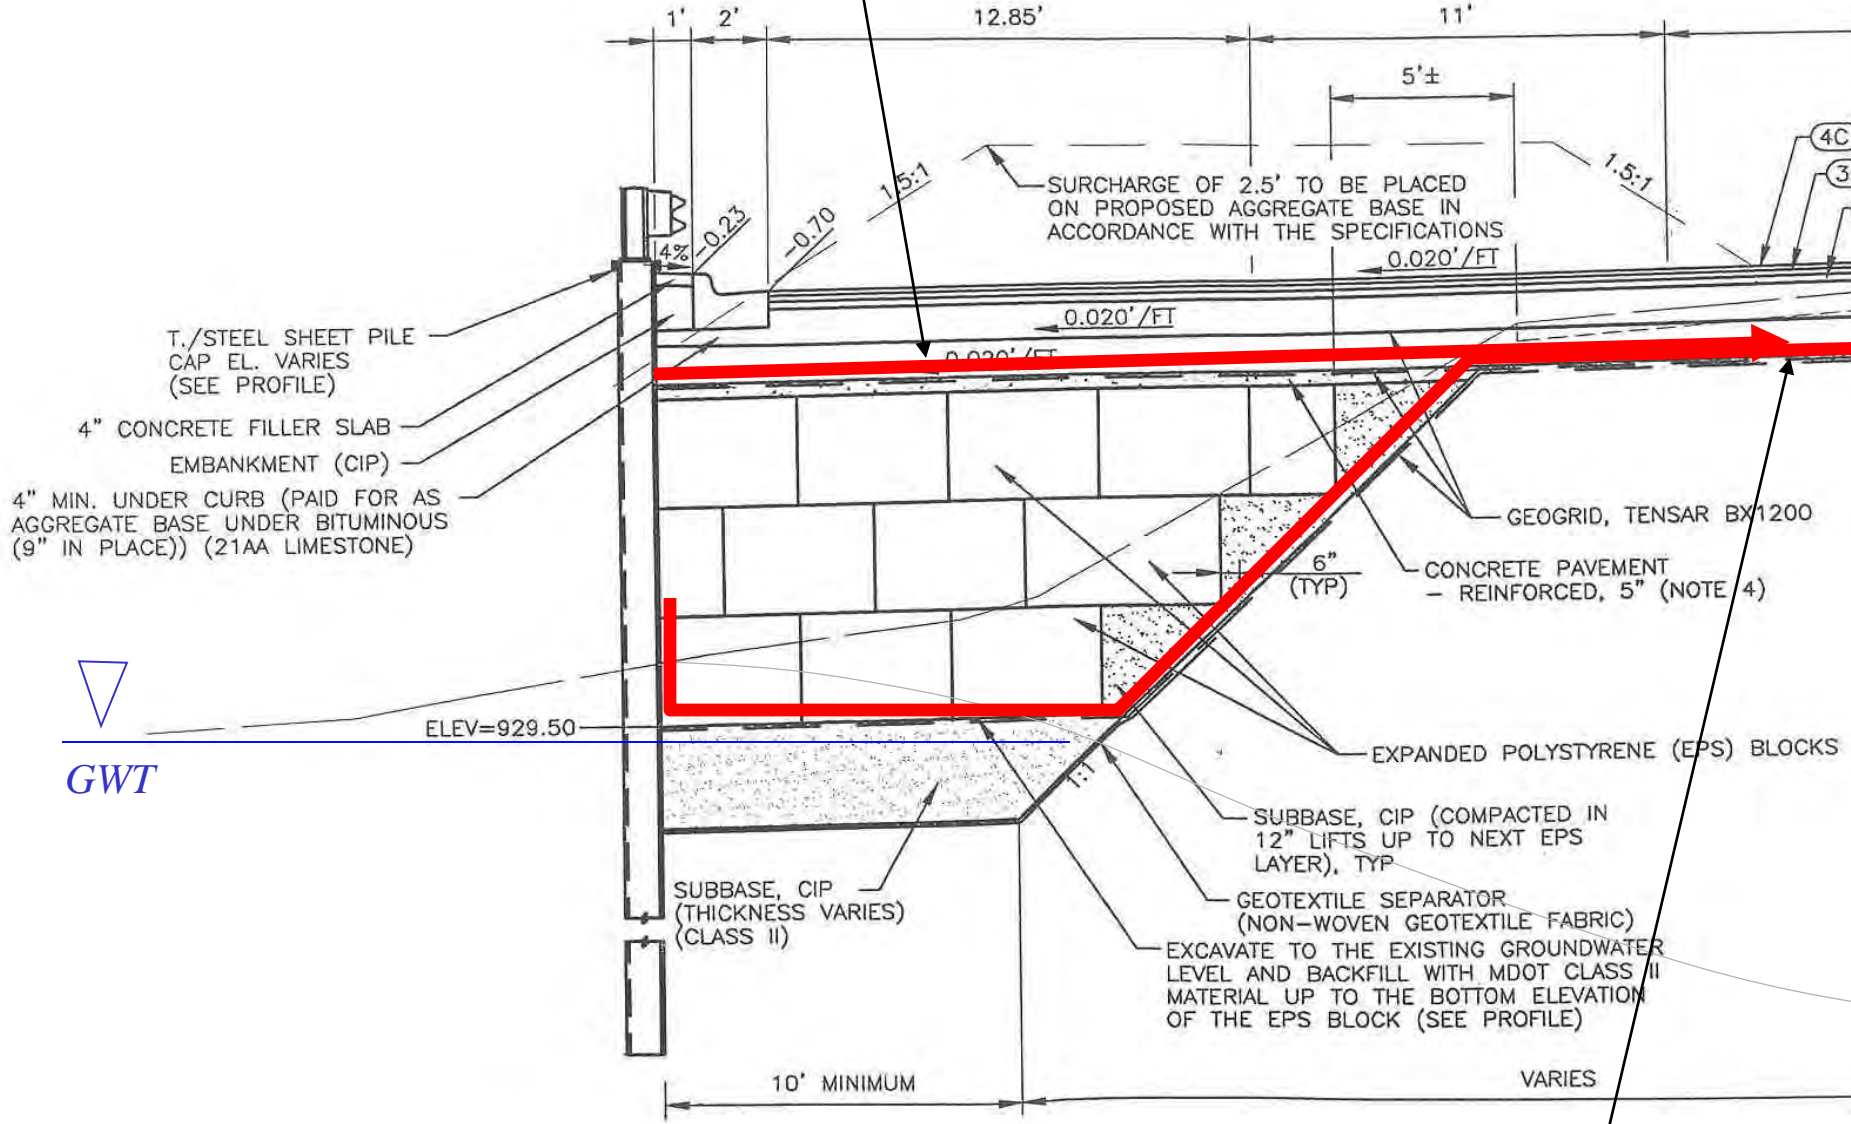 1'
2'
12.85'
11'
5'±
4C
3
1.5:1
1.5:1
SURCHARGE OF 2.5' TO BE PLACED
ON PROPOSED AGGREGATE BASE IN
ACCORDANCE WITH THE SPECIFICATIONS
4%
-0.23
-0.70
0.020'/FT
0.020'/FT
0.020'/FT
T./STEEL SHEET PILE
CAP EL. VARIES
(SEE PROFILE)
4" CONCRETE FILLER SLAB
EMBANKMENT (CIP)
4" MIN. UNDER CURB (PAID FOR AS
AGGREGATE BASE UNDER BITUMINOUS
(9" IN PLACE)) (21AA LIMESTONE)
GEOGRID, TENSAR BX1200
6"
(TYP)
CONCRETE PAVEMENT
– REINFORCED, 5" (NOTE 4)
ELEV=929.50
GWT
EXPANDED POLYSTYRENE (EPS) BLOCKS
1:1
SUBBASE, CIP (COMPACTED IN
12" LIFTS UP TO NEXT EPS
LAYER), TYP
SUBBASE, CIP
(THICKNESS VARIES)
(CLASS II)
GEOTEXTILE SEPARATOR
(NON-WOVEN GEOTEXTILE FABRIC)
EXCAVATE TO THE EXISTING GROUNDWATER
LEVEL AND BACKFILL WITH MDOT CLASS II
MATERIAL UP TO THE BOTTOM ELEVATION
OF THE EPS BLOCK (SEE PROFILE)
10' MINIMUM
VARIES